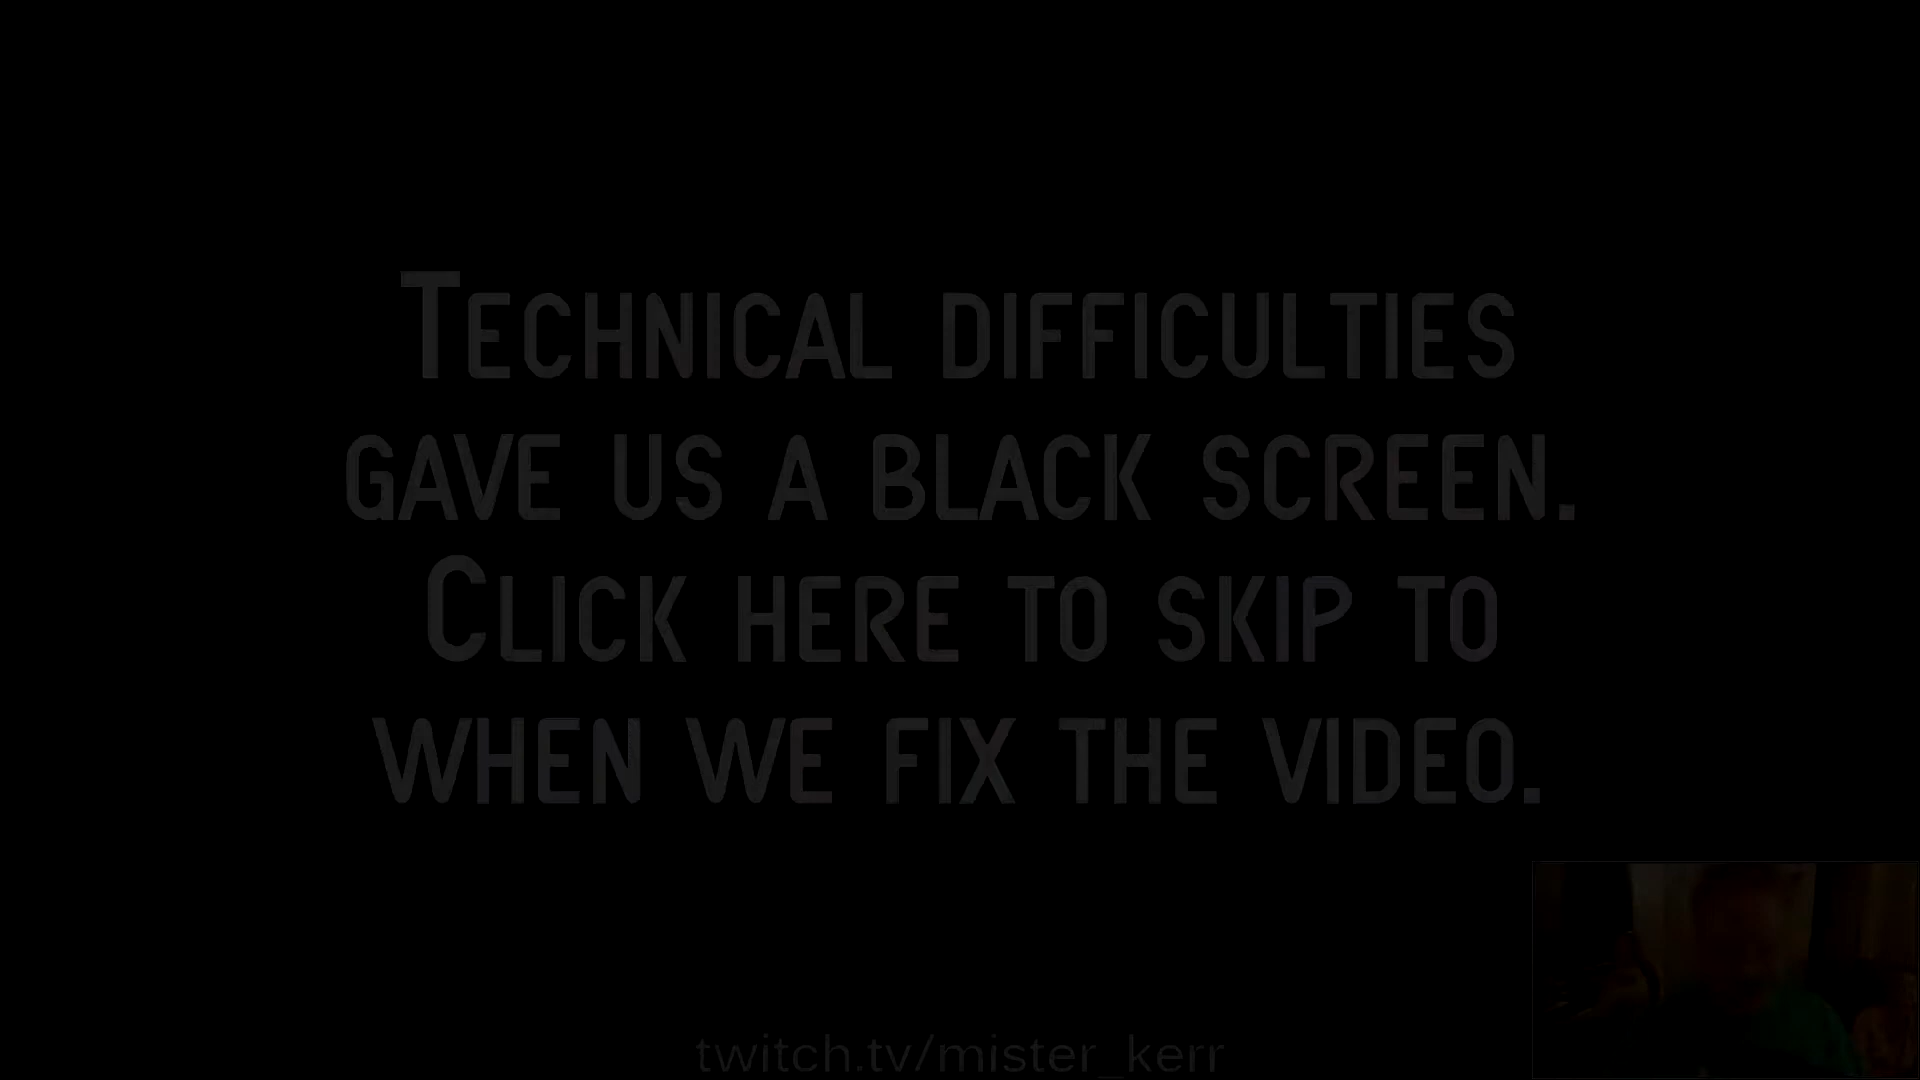 Technical difficulties
gave us a black screen.
Click here to skip to
when we fix the video.
twitch.tv/mister_kerr